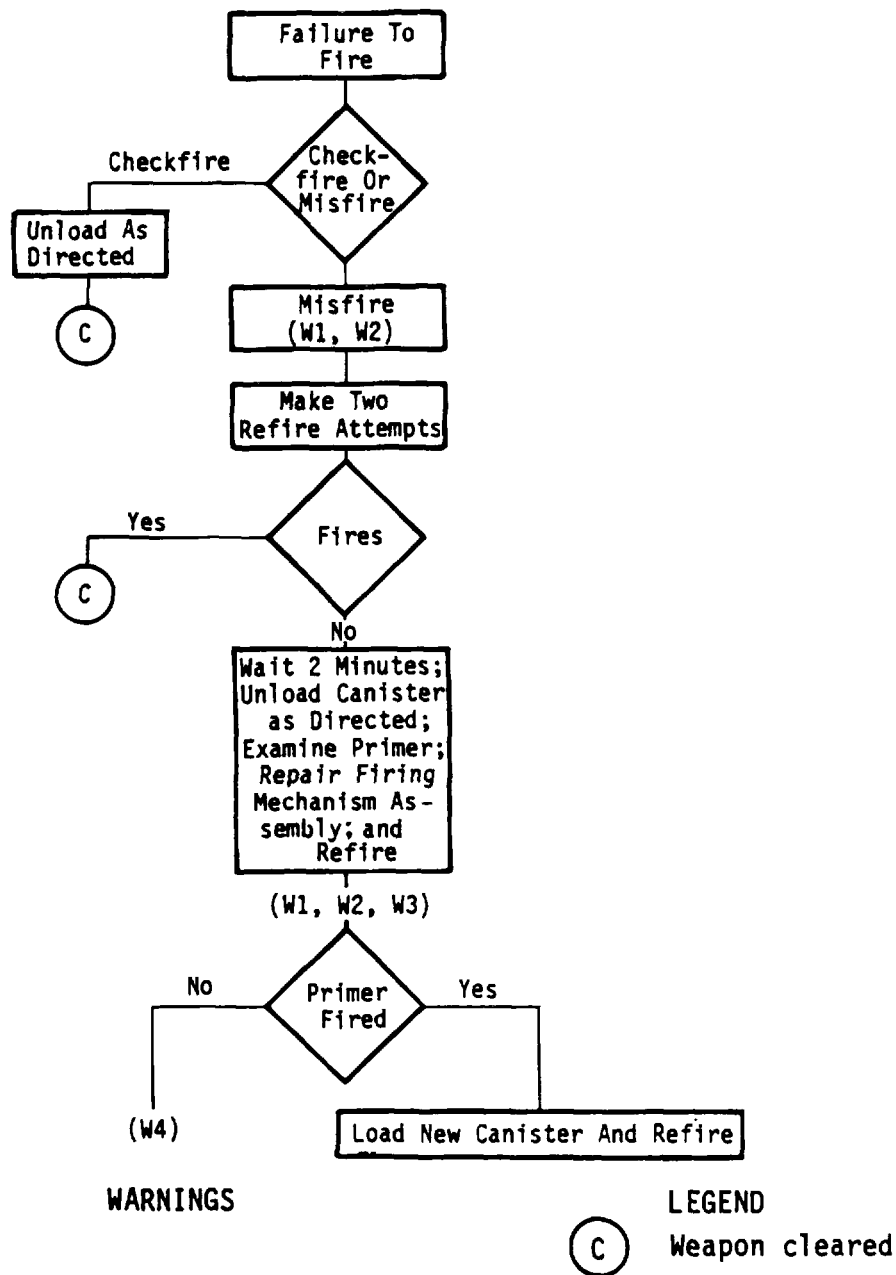 Failure To
Fire
Check-
fire Or
Misfire
Checkfire
Unload As
Directed
C
Misfire
(W1, W2)
Make Two
Refire Attempts
Fires
Yes
C
No
Wait 2 Minutes;
Unload Canister
as Directed;
Examine Primer;
Repair Firing
Mechanism As-
sembly; and
Refire
(W1, W2, W3)
Primer
Fired
No
Yes
(W4)
Load New Canister And Refire
WARNINGS
LEGEND
C Weapon cleared